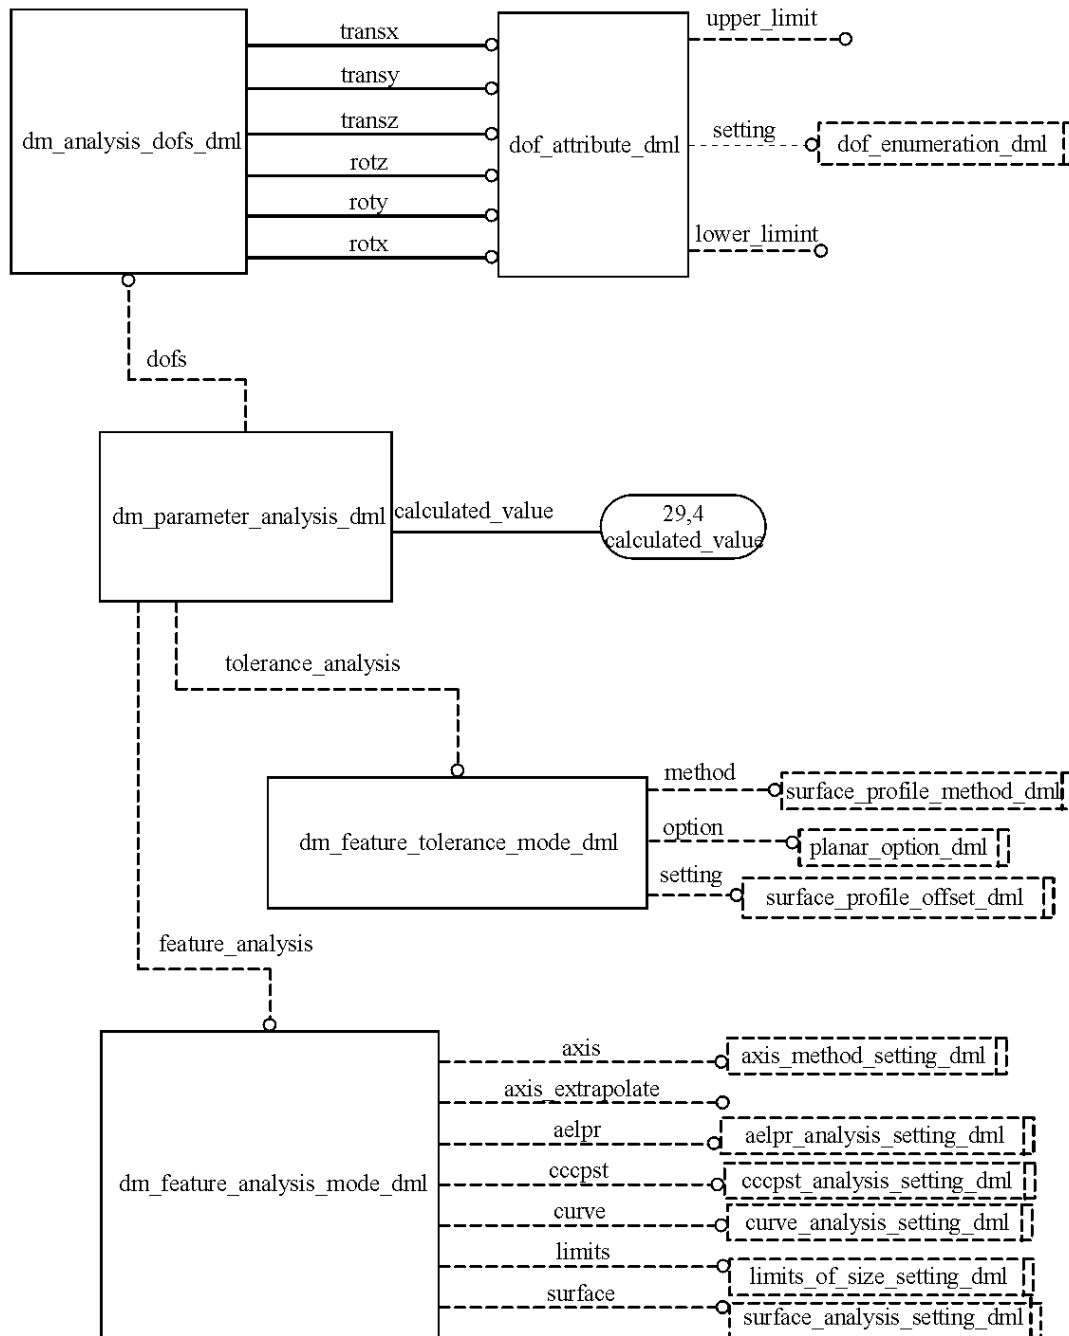 transx
transy
transz
rotz
roty
rotx
dm_analysis_dofs_dml
dof_attribute_dml
upper_limit
setting
dof_enumeration_dml
lower_limint
dofs
dm_parameter_analysis_dml
calculated_value
29,4
calculated_value
tolerance_analysis
dm_feature_tolerance_mode_dml
method
surface_profile_method_dml
option
planar_option_dml
setting
surface_profile_offset_dml
feature_analysis
dm_feature_analysis_mode_dml
axis
axis_method_setting_dml
axis_extrapolate
aelpr
aelpr_analysis_setting_dml
cccpst
cccpst_analysis_setting_dml
curve
curve_analysis_setting_dml
limits
limits_of_size_setting_dml
surface
surface_analysis_setting_dml